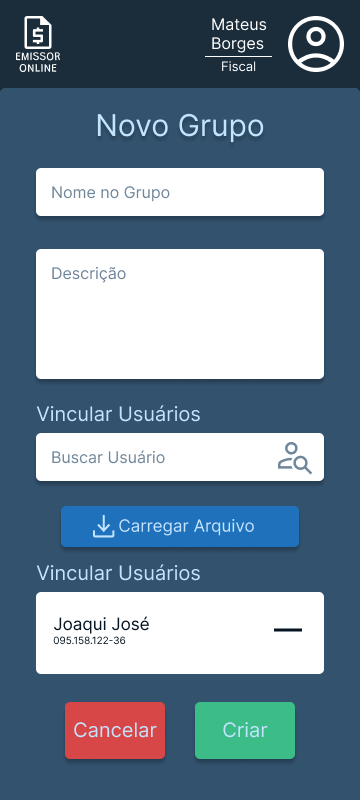 EMISSOR
ONLINE
Mateus
Borges
Fiscal
Novo Grupo
Nome no Grupo
Descrição
Vincular Usuários
Buscar Usuário
Carregar Arquivo
Vincular Usuários
Joaqui José
095.158.122-36
Cancelar
Criar